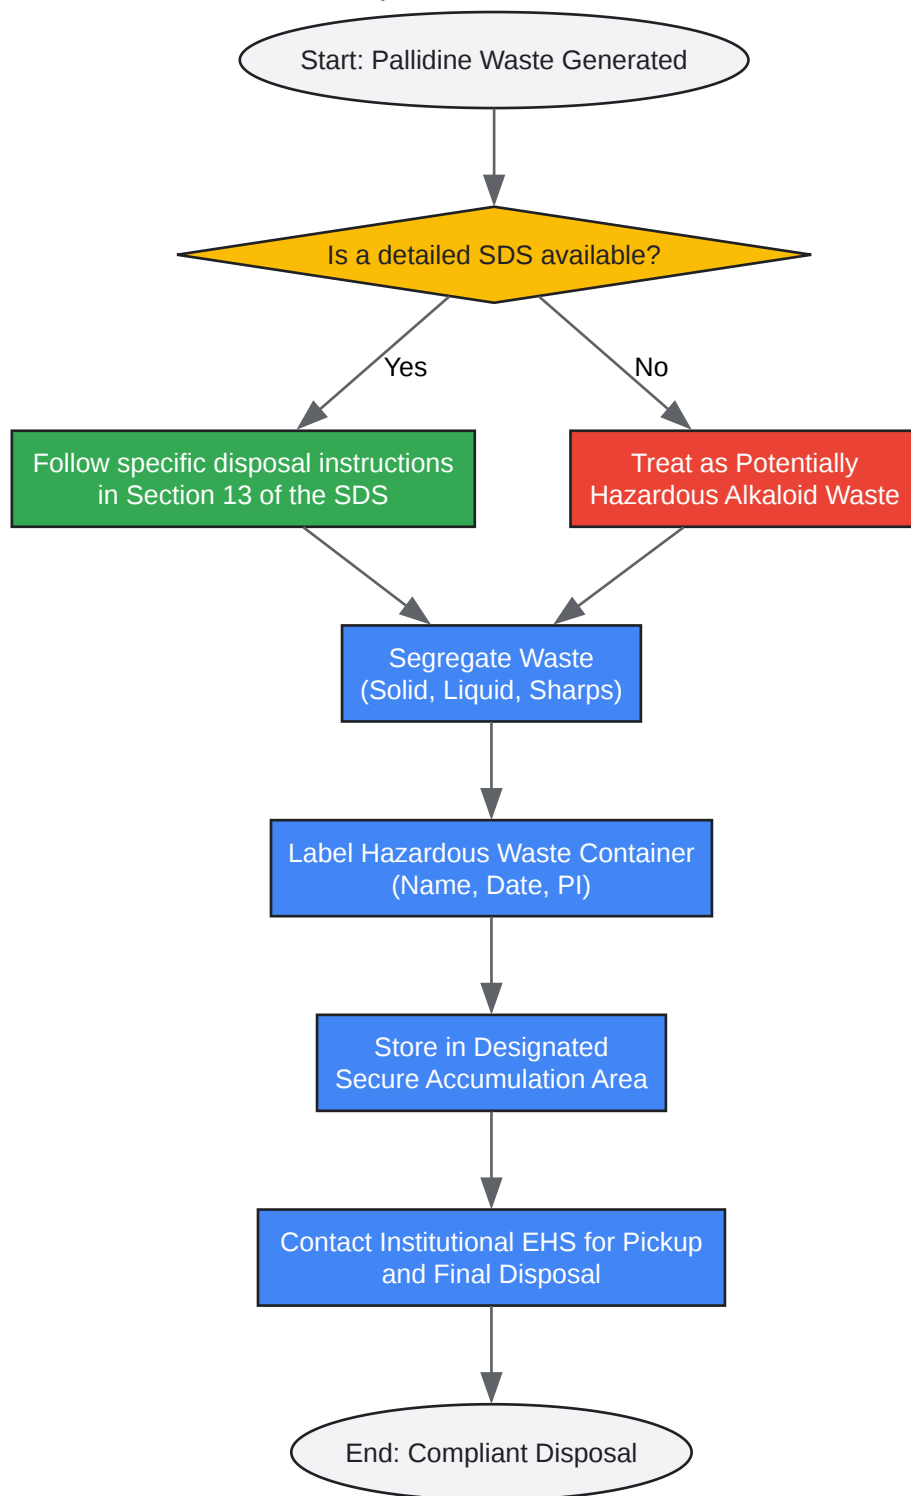 Start: Pallidine Waste Generated
Is a detailed SDS available?
Yes
No
Follow specific disposal instructions
in Section 13 of the SDS
Treat as Potentially
Hazardous Alkaloid Waste
Segregate Waste
(Solid, Liquid, Sharps)
Label Hazardous Waste Container
(Name, Date, PI)
Store in Designated
Secure Accumulation Area
Contact Institutional EHS for Pickup
and Final Disposal
End: Compliant Disposal